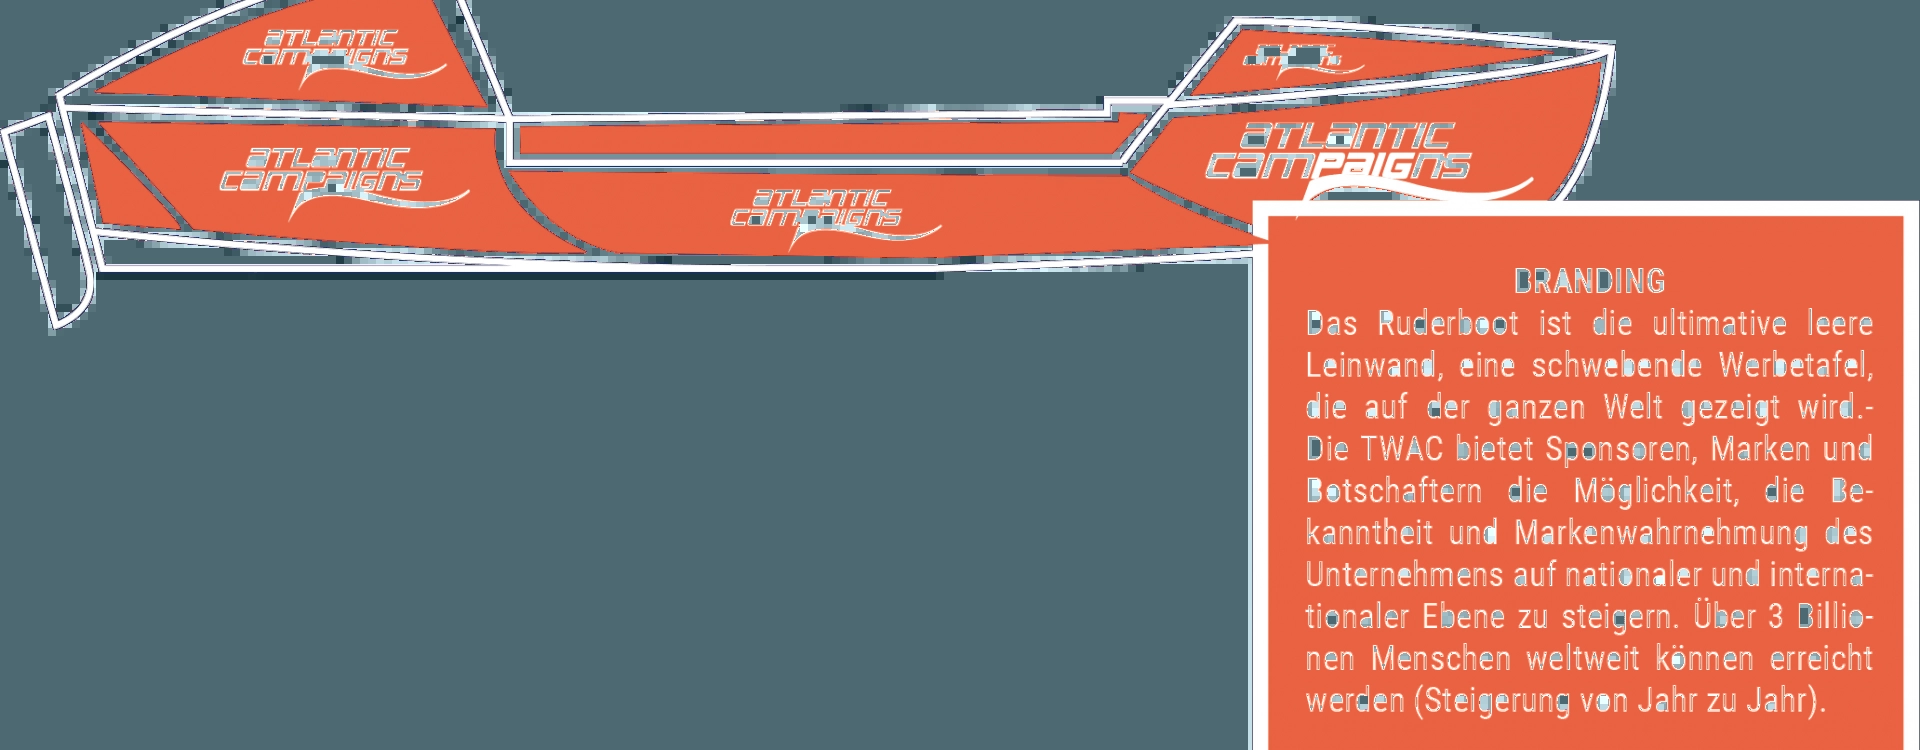 ATLANTIC
CAMPAIGNS
ATLANTIC
CAMPAIGNS
ATLANTIC
CAMPAIGNS
ATLANTIC
CAMPAIGNS
BRANDING
Das Ruderboot ist die ultimative leere
Leinwand, eine schwebende Werbetafel,
die auf der ganzen Welt gezeigt wird.-
Die TWAC bietet Sponsoren, Marken und
Botschaftern die Möglichkeit, die Be-
kanntheit und Markenwahrnehmung des
Unternehmens auf nationaler und interna-
tionaler Ebene zu steigern. Über 3 Billio-
nen Menschen weltweit können erreicht
werden (Steigerung von Jahr zu Jahr).